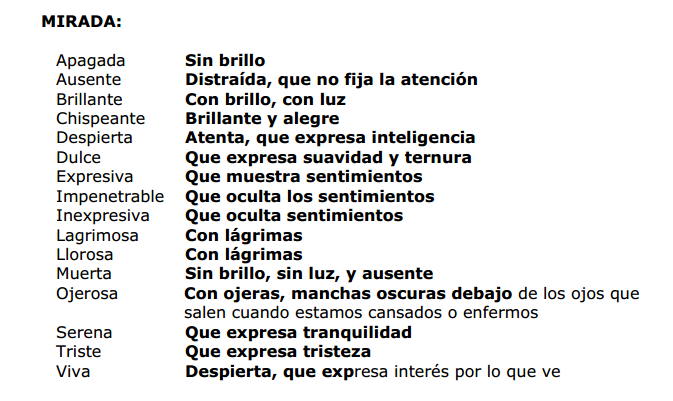 MIRADA:
Apagada Sin brillo
Ausente Distraída, que no fija la atención
Brillante Con brillo, con luz
Chispeante Brillante y alegre
Despierta Atenta, que expresa inteligencia
Dulce Que expresa suavidad y ternura
Expresiva Que muestra sentimientos
Impenetrable Que oculta los sentimientos
Inexpresiva Que oculta sentimientos
Lagrimosa Con lágrimas
Llorosa Con lágrimas
Muerta Sin brillo, sin luz, y ausente
Ojerosa Con ojeras, manchas oscuras debajo de los ojos que
salen cuando estamos cansados o enfermos
Serena Que expresa tranquilidad
Triste Que expresa tristeza
Viva Despierta, que expresa interés por lo que ve